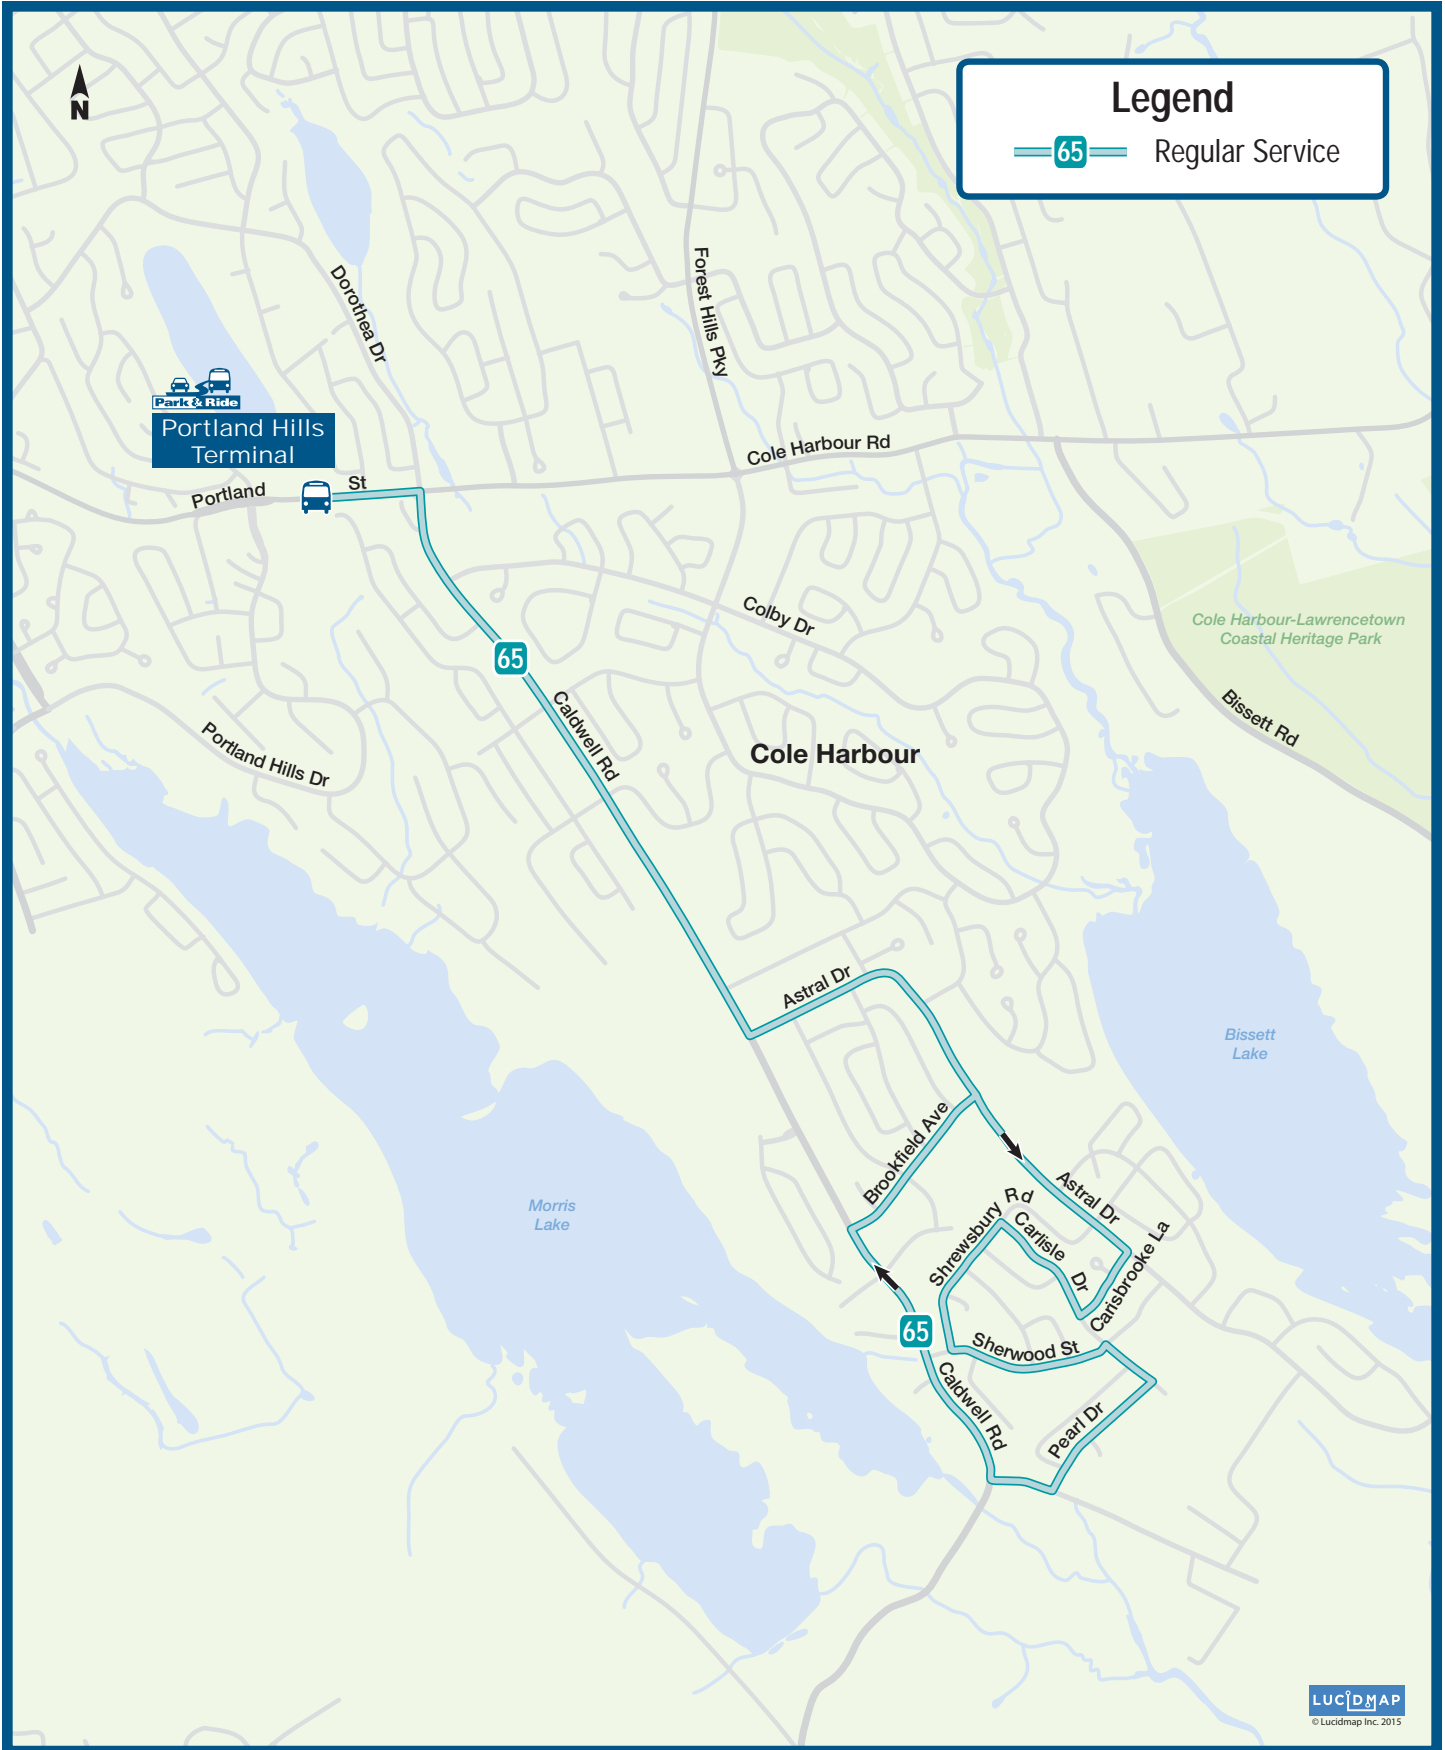 N
Legend
65 Regular Service
Dorothea Dr
Forest Hills Pky
Park & Ride
Portland Hills
Terminal
Cole Harbour Rd
Portland St
Colby Dr
Cole Harbour-Lawrencetown
Coastal Heritage Park
65
Caldwell Rd
Bissett Rd
Portland Hills Dr
Cole Harbour
Astral Dr
Bissett
Lake
Brookfield Ave
Astral Dr
Morris
Lake
Shrewsbury Rd
Carlisle Dr
Carisbrooke La
65
Sherwood St
Caldwell Rd
Pearl Dr
LUCIDMAP
© Lucidmap Inc. 2015